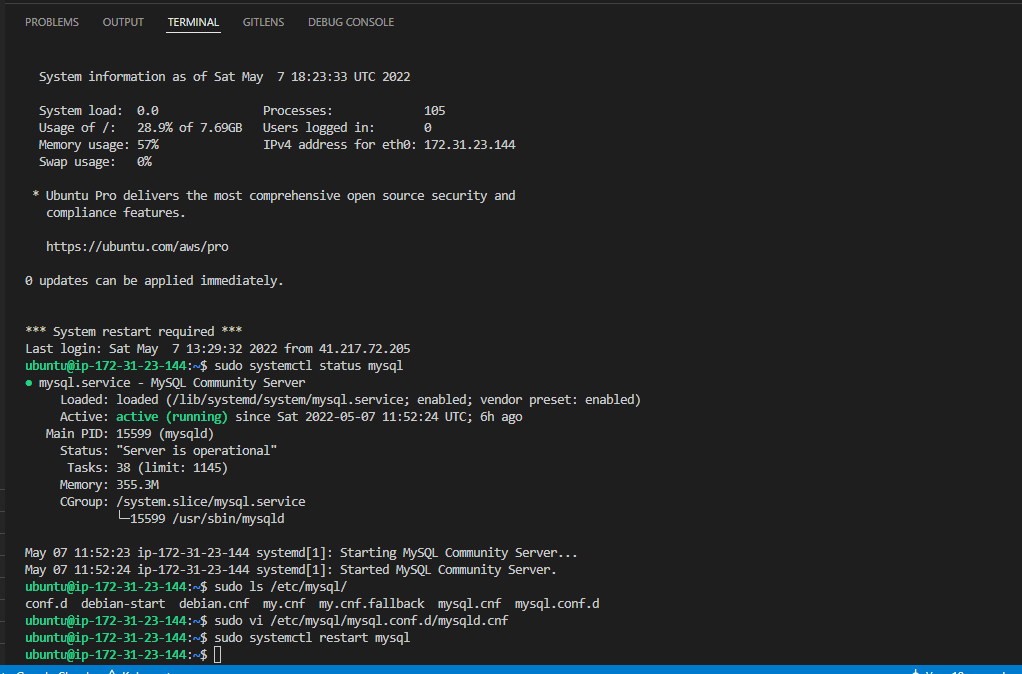 PROBLEMS OUTPUT TERMINAL GITLENS DEBUG CONSOLE
System information as of Sat May  7 18:23:33 UTC 2022
System load:  0.0               Processes:             105
Usage of /:   28.9% of 7.69GB   Users logged in:       0
Memory usage: 57%               IPv4 address for eth0: 172.31.23.144
Swap usage:   0%
* Ubuntu Pro delivers the most comprehensive open source security and
compliance features.
https://ubuntu.com/aws/pro
0 updates can be applied immediately.
*** System restart required ***
Last login: Sat May  7 13:29:32 2022 from 41.217.72.205
ubuntu@ip-172-31-23-144:~$ sudo systemctl status mysql
● mysql.service - MySQL Community Server
Loaded: loaded (/lib/systemd/system/mysql.service; enabled; vendor preset: enabled)
Active: active (running) since Sat 2022-05-07 11:52:24 UTC; 6h ago
Main PID: 15599 (mysqld)
Status: "Server is operational"
Tasks: 38 (limit: 1145)
Memory: 355.3M
CGroup: /system.slice/mysql.service
└─15599 /usr/sbin/mysqld
May 07 11:52:23 ip-172-31-23-144 systemd[1]: Starting MySQL Community Server...
May 07 11:52:24 ip-172-31-23-144 systemd[1]: Started MySQL Community Server.
ubuntu@ip-172-31-23-144:~$ sudo ls /etc/mysql/
conf.d  debian-start  debian.cnf  my.cnf  my.cnf.fallback  mysql.cnf  mysql.conf.d
ubuntu@ip-172-31-23-144:~$ sudo vi /etc/mysql/mysql.conf.d/mysqld.cnf
ubuntu@ip-172-31-23-144:~$ sudo systemctl restart mysql
ubuntu@ip-172-31-23-144:~$